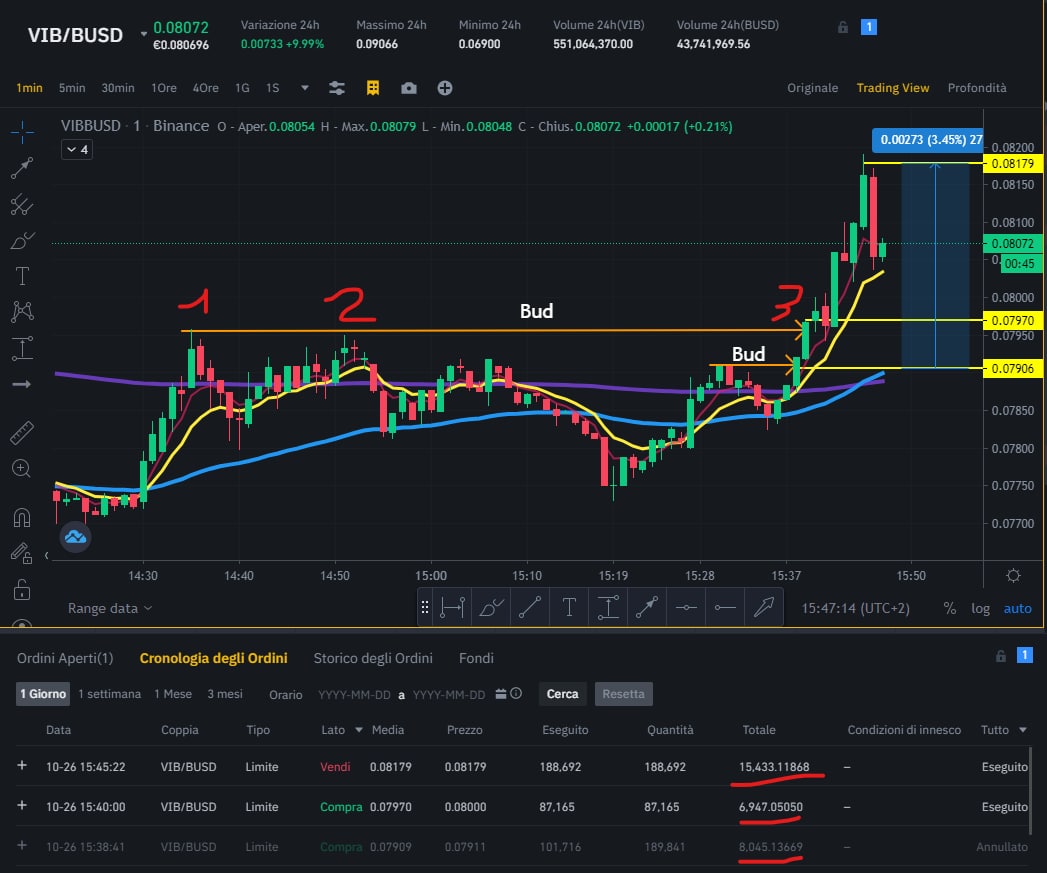 VIB/BUSD
0.08072
€0.080696
Variazione 24h
0.00733 +9.99%
Massimo 24h
0.09066
Minimo 24h
0.06900
Volume 24h(VIB)
551,064,370.00
Volume 24h(BUSD)
43,741,969.56
1
1min 5min 30min 1Ore 4Ore 1G 1S
Originale Trading View Profondità
VIBBUSD · 1 · Binance O - Aper.0.08054 H - Max.0.08079 L - Min.0.08048 C - Chius.0.08072 +0.00017 (+0.21%)
4
0.00273 (3.45%) 27
0.08200
0.08179
0.08150
0.08100
0.08072
00:45
0.08000
0.07970
0.07950
0.07906
0.07850
0.07800
0.07750
0.07700
1
2
3
Bud
Bud
14:30 14:40 14:50 15:00 15:10 15:19 15:28 15:37 15:50
Range data
15:47:14 (UTC+2) % log auto
Ordini Aperti(1) Cronologia degli Ordini Storico degli Ordini Fondi
1
1 Giorno 1 settimana 1 Mese 3 mesi Orario YYYY-MM-DD a YYYY-MM-DD Cerca Resetta
Data Coppia Tipo Lato Media Prezzo Eseguito Quantità Totale Condizioni di innesco Tutto
+ 10-26 15:45:22 VIB/BUSD Limite Vendi 0.08179 0.08179 188,692 188,692 15,433.11868 – Eseguito
+ 10-26 15:40:00 VIB/BUSD Limite Compra 0.07970 0.08000 87,165 87,165 6,947.05050 – Eseguito
+ 10-26 15:38:41 VIB/BUSD Limite Compra 0.07909 0.07911 101,716 189,841 8,045.13669 – Annullato